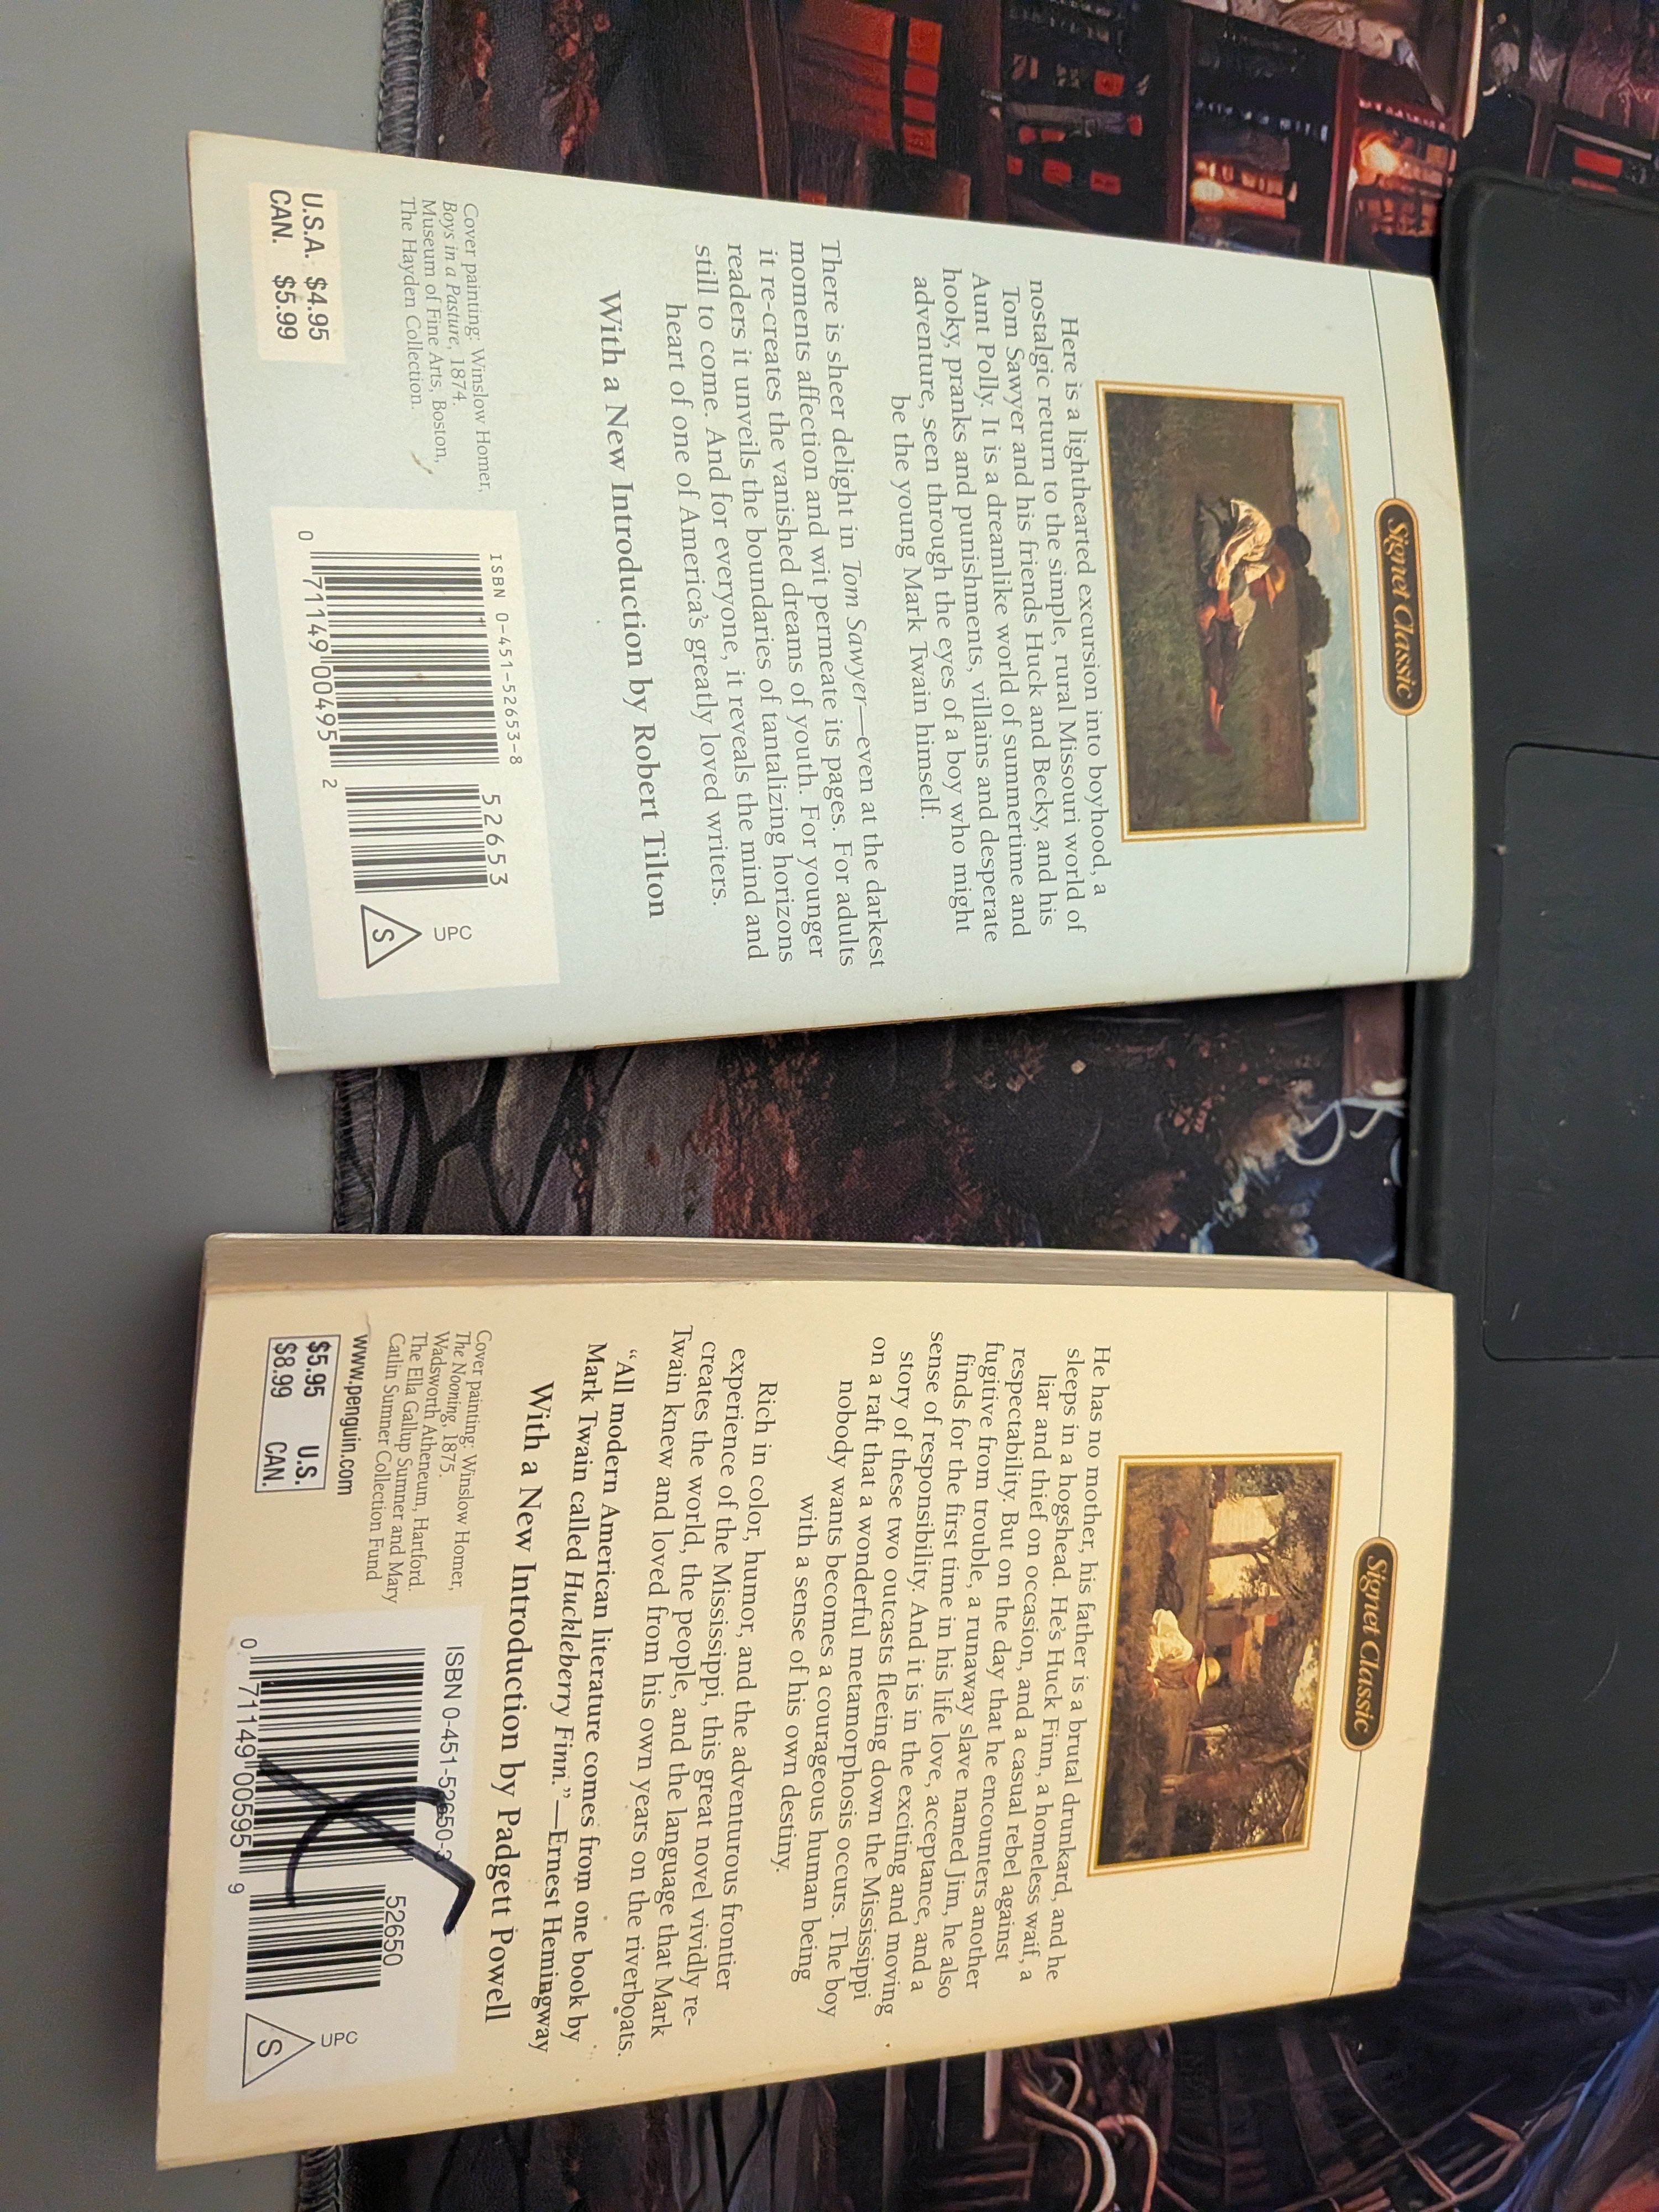 Signet Classic
Here is a lighthearted excursion into boyhood, a
nostalgic return to the simple, rural Missouri world of
Tom Sawyer and his friends Huck and Becky, and his
Aunt Polly. It is a dreamlike world of summertime and
hooky, pranks and punishments, villains and desperate
adventure, seen through the eyes of a boy who might
be the young Mark Twain himself.
There is sheer delight in Tom Sawyer—even at the darkest
moments affection and wit permeate its pages. For adults
it re-creates the vanished dreams of youth. For younger
readers it unveils the boundaries of tantalizing horizons
still to come. And for everyone, it reveals the mind and
heart of one of America's greatly loved writers.
With a New Introduction by Robert Tilton
Cover painting: Winslow Homer,
Boys in a Pasture, 1874.
Museum of Fine Arts, Boston,
The Hayden Collection.
U.S.A. $4.95
CAN. $5.99
ISBN 0-451-52653-8
52653
0 71149 00495 2
UPC
S
Signet Classic
He has no mother, his father is a brutal drunkard, and he
sleeps in a hogshead. He's Huck Finn, a homeless waif, a
liar and thief on occasion, and a casual rebel against
respectability. But on the day that he encounters another
fugitive from trouble, a runaway slave named Jim, he also
finds for the first time in his life love, acceptance, and a
sense of responsibility. And it is in the exciting and moving
story of these two outcasts fleeing down the Mississippi
on a raft that a wonderful metamorphosis occurs. The boy
nobody wants becomes a courageous human being
with a sense of his own destiny.
Rich in color, humor, and the adventurous frontier
experience of the Mississippi, this great novel vividly re-
creates the world, the people, and the language that Mark
Twain knew and loved from his own years on the riverboats.
“All modern American literature comes from one book by
Mark Twain called Huckleberry Finn.”—Ernest Hemingway
With a New Introduction by Padgett Powell
Cover painting: Winslow Homer,
The Nooning, 1875.
Wadsworth Atheneum, Hartford.
The Ella Gallup Sumner and Mary
Catlin Sumner Collection Fund
www.penguin.com
$5.95 U.S.
$8.99 CAN.
ISBN 0-451-52650-3
52650
0 71149 00595 9
UPC
S